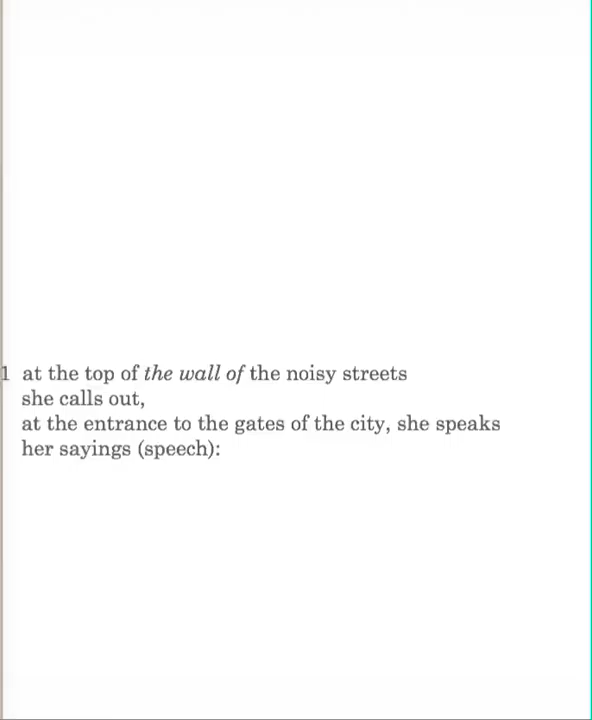 1 at the top of the wall of the noisy streets
she calls out,
at the entrance to the gates of the city, she speaks
her sayings (speech):